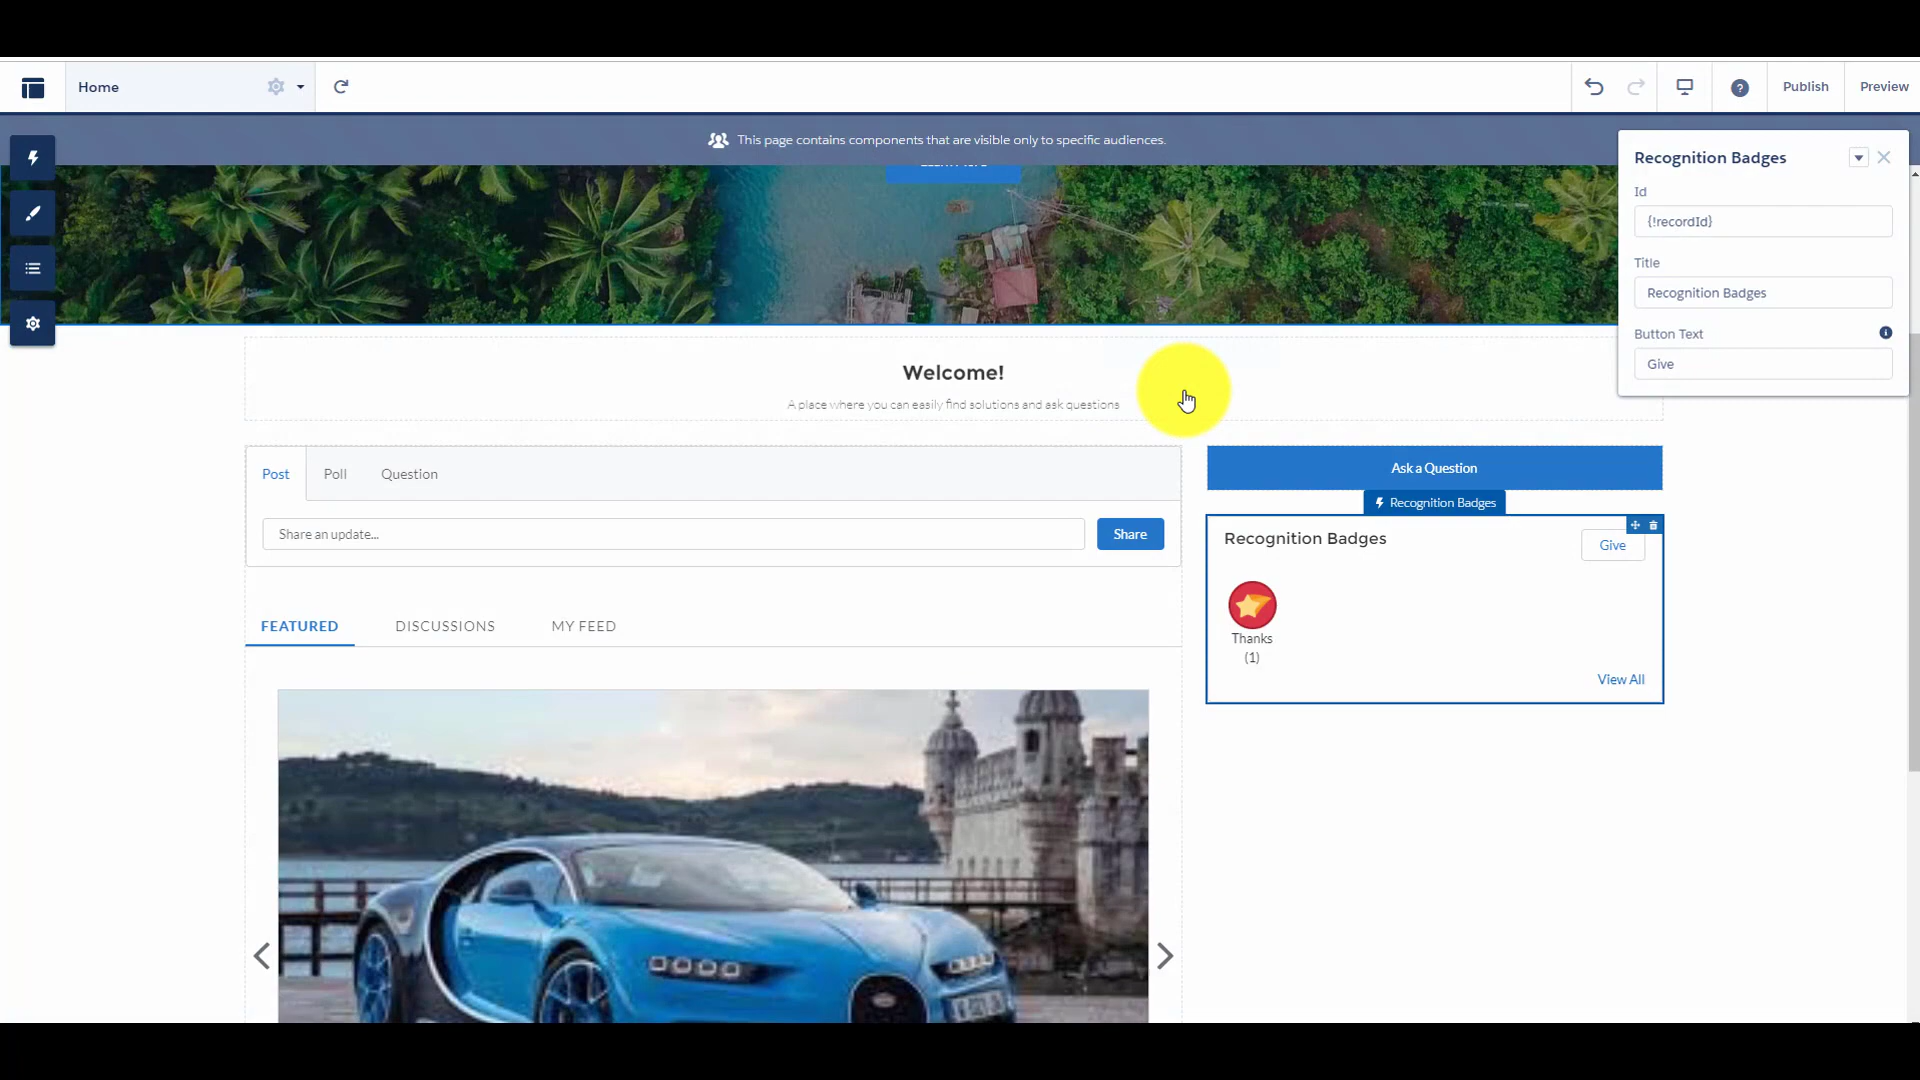 Home
Publish
Preview
This page contains components that are visible only to specific audiences.
Recognition Badges
Id
{!recordId}
Title
Recognition Badges
Button Text
Give
Welcome!
A place where you can easily find solutions and ask questions
Post
Poll
Question
Share an update...
Share
Ask a Question
Recognition Badges
Recognition Badges
Give
Thanks
(1)
View All
FEATURED
DISCUSSIONS
MY FEED